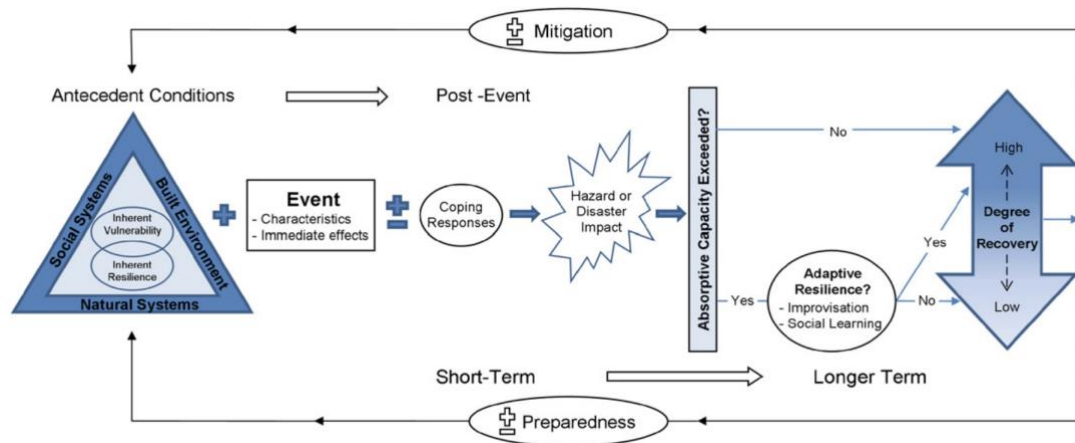 Mitigation
Antecedent Conditions
Post -Event
Social Systems
Built Environment
Natural Systems
Inherent
Vulnerability
Inherent
Resilience
Event
- Characteristics
- Immediate effects
Coping
Responses
Hazard or
Disaster
Impact
Absorptive Capacity Exceeded?
No
Yes
Adaptive
Resilience?
- Improvisation
- Social Learning
Yes
No
High
Degree
of
Recovery
Low
Short-Term
Longer Term
Preparedness